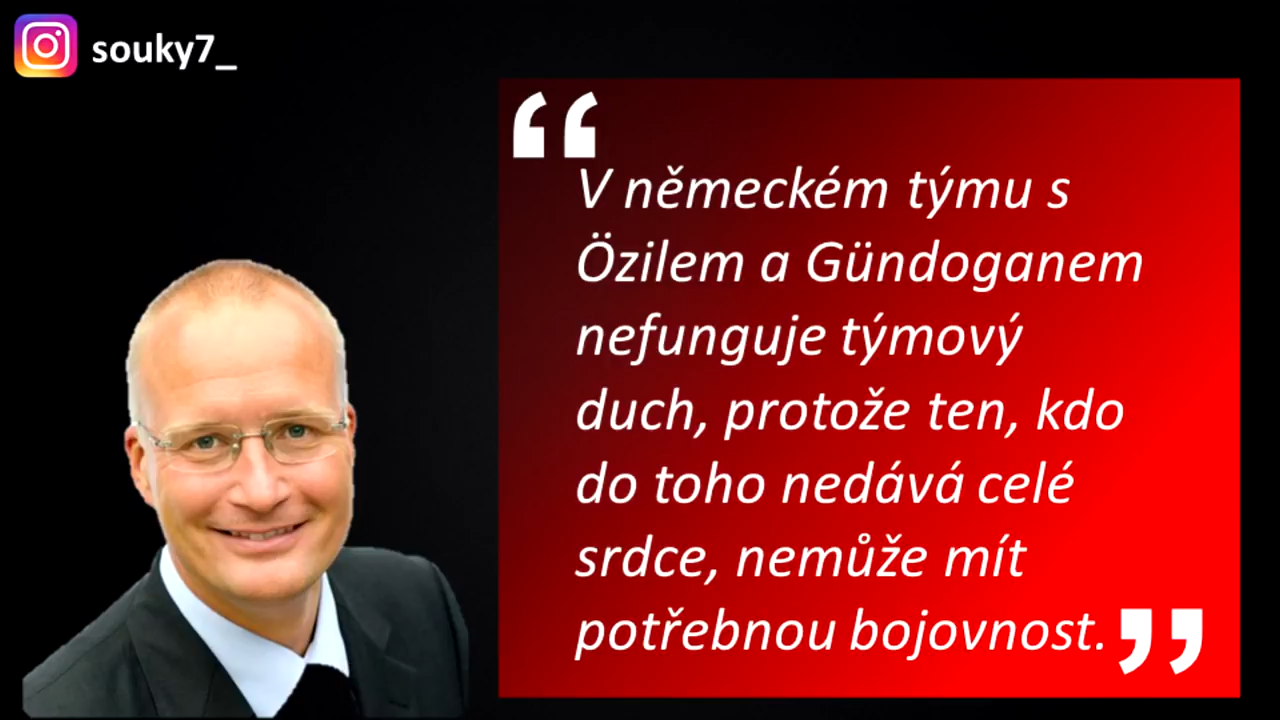 souky7_
“
V německém týmu s
Özilem a Gündoganem
nefunguje týmový
duch, protože ten, kdo
do toho nedává celé
srdce, nemůže mít
potřebnou bojovnost.”